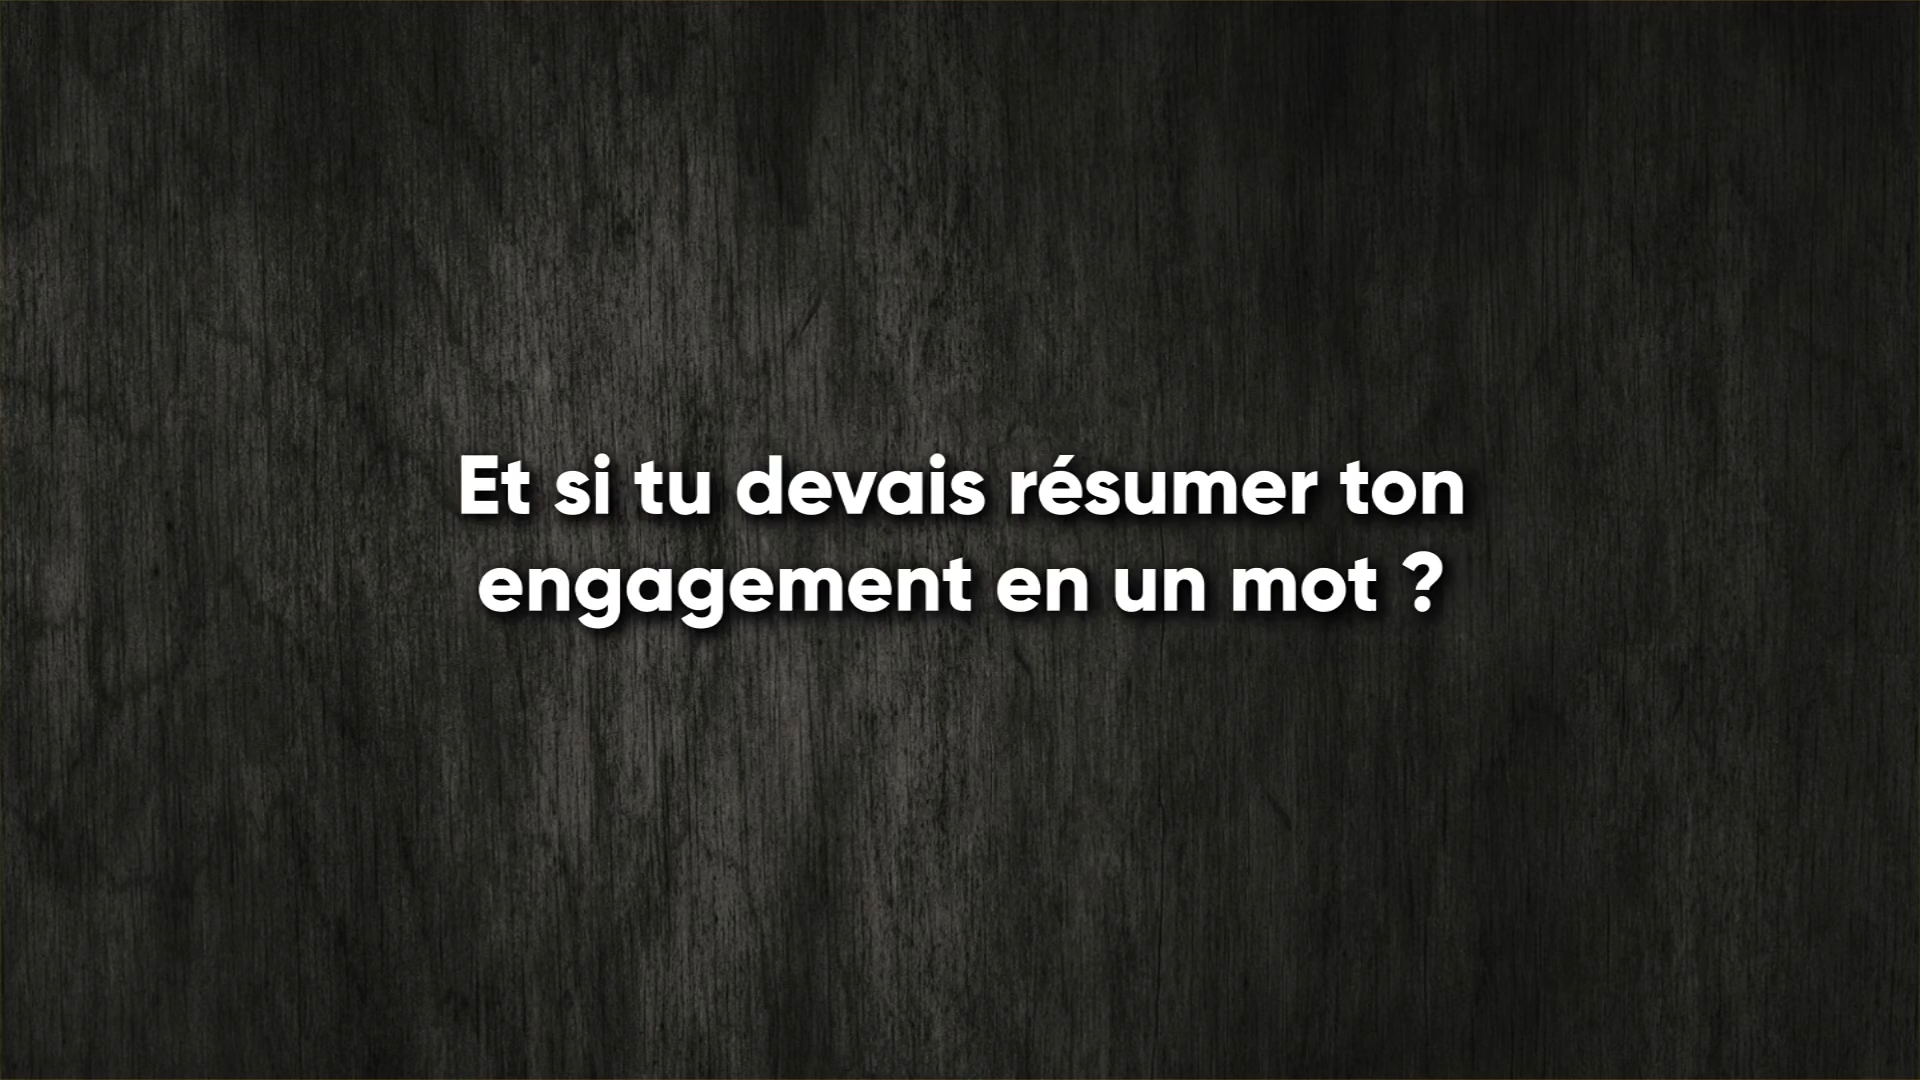 Et si tu devais résumer ton
engagement en un mot ?